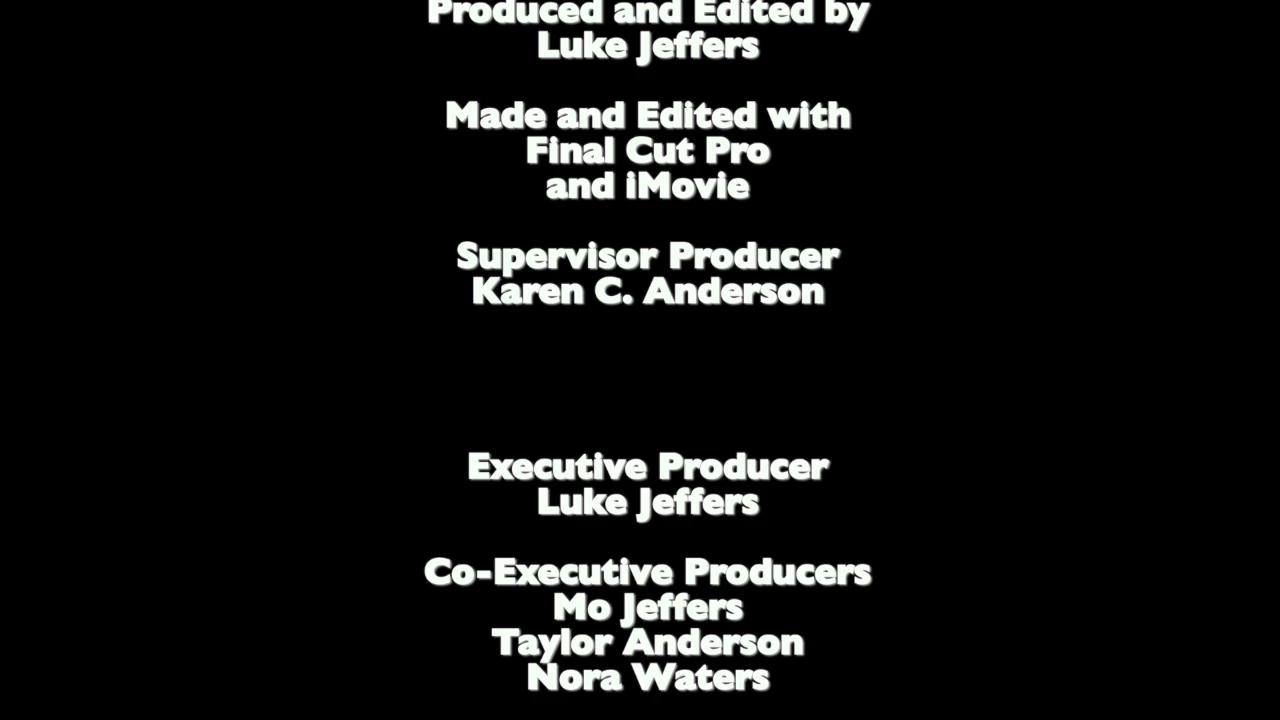 Produced and Edited by
Luke Jeffers
Made and Edited with
Final Cut Pro
and iMovie
Supervisor Producer
Karen C. Anderson
Executive Producer
Luke Jeffers
Co-Executive Producers
Mo Jeffers
Taylor Anderson
Nora Waters